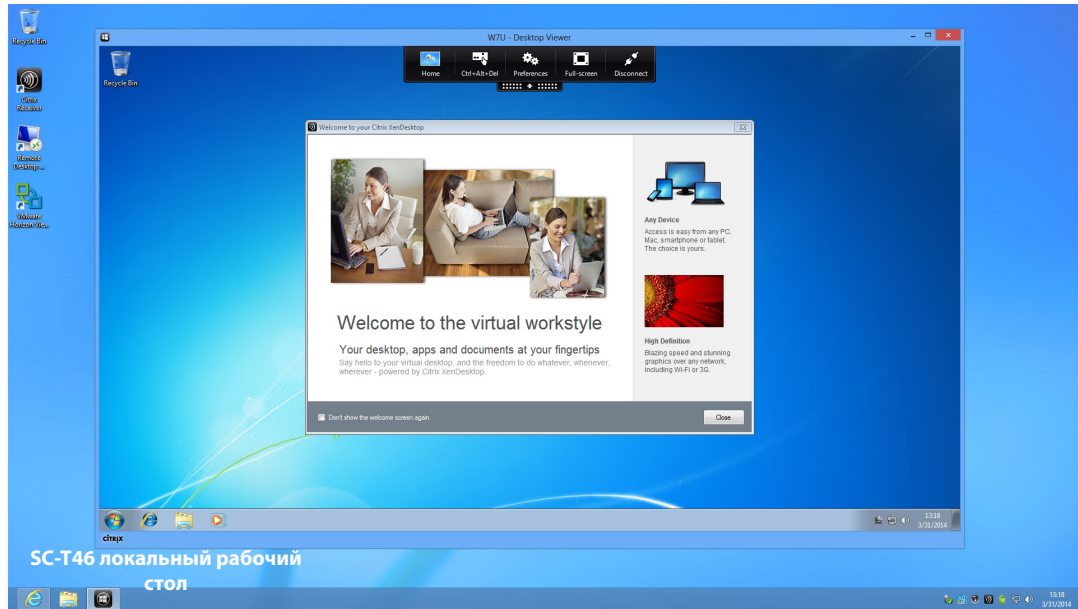 Recycle Bin
Citrix
Receiver
Remote
Desktop ...
VMware
Horizon Vie...
W7U - Desktop Viewer
Recycle Bin
Home
Ctrl+Alt+Del
Preferences
Full-screen
Disconnect
Welcome to your Citrix XenDesktop
Welcome to the virtual workstyle
Your desktop, apps and documents at your fingertips
Say hello to your virtual desktop, and the freedom to do whatever, whenever,
wherever - powered by Citrix XenDesktop.
Any Device
Access is easy from any PC,
Mac, smartphone or tablet.
The choice is yours.
High Definition
Blazing speed and stunning
graphics over any network,
including Wi-Fi or 3G.
Don't show the welcome screen again.
Close
13:18
3/31/2014
citrix
SC-T46 локальный рабочий
стол
13:18
3/31/2014